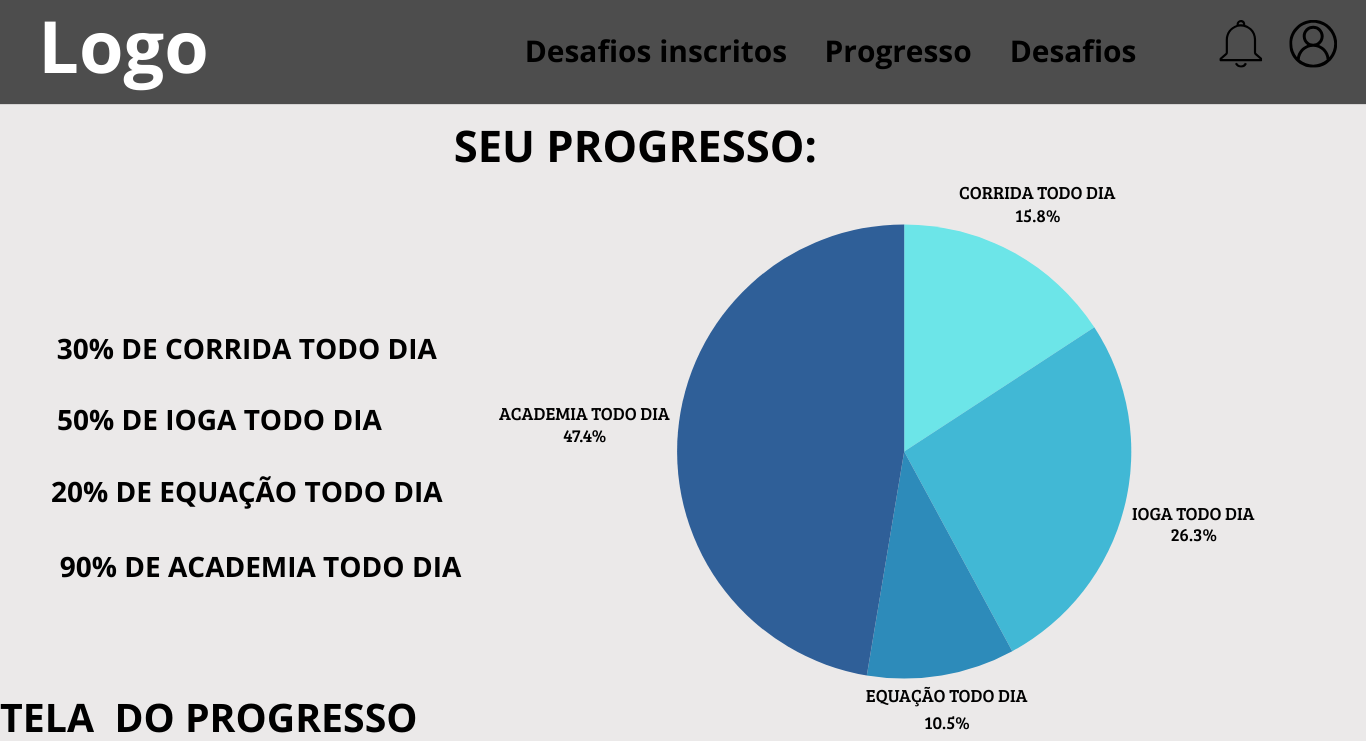 Logo
Desafios inscritos
Progresso
Desafios
SEU PROGRESSO:
30% DE CORRIDA TODO DIA
50% DE IOGA TODO DIA
20% DE EQUAÇÃO TODO DIA
90% DE ACADEMIA TODO DIA
CORRIDA TODO DIA
15.8%
ACADEMIA TODO DIA
47.4%
IOGA TODO DIA
26.3%
EQUAÇÃO TODO DIA
10.5%
TELA DO PROGRESSO